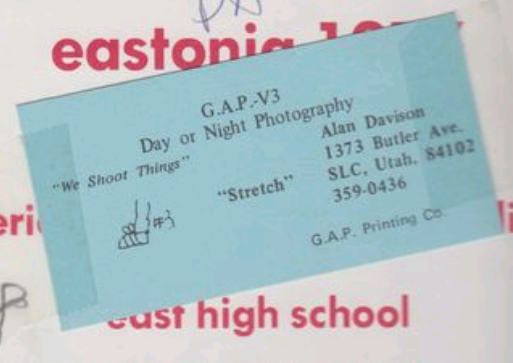 eastonia
G.A.P.-V3
Day or Night Photography
"We Shoot Things"
"Stretch"
Alan Davison
1373 Butler Ave.
SLC, Utah, 84102
359-0436
#3
G.A.P. Printing Co.
east high school